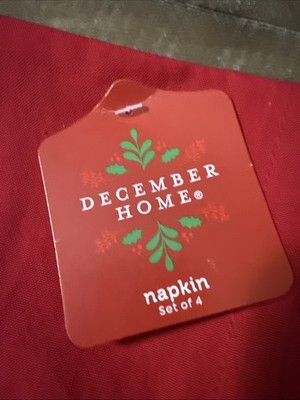 DECEMBER
HOME®
napkin
Set of 4